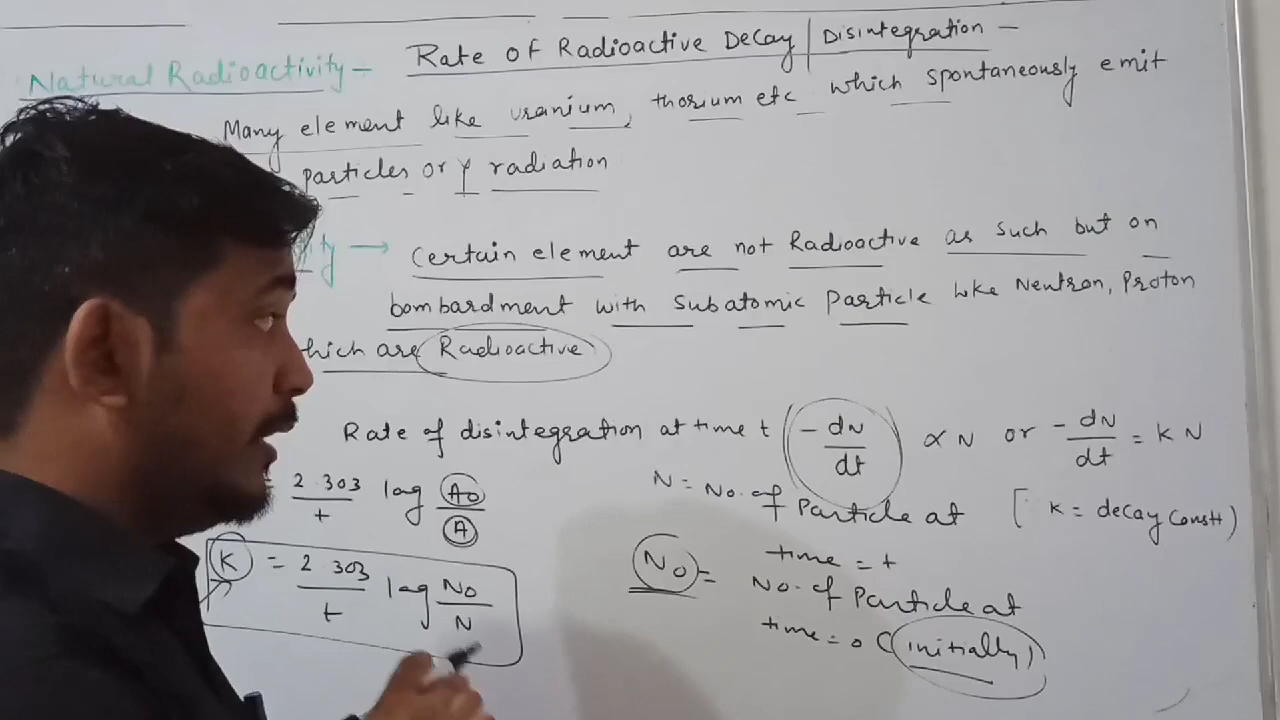 Rate of Radioactive Decay / Disintegration -
Natural Radioactivity -
Many element like uranium, thorium etc which spontaneously emit
particles or γ radiation
ity → Certain element are not Radioactive as such but on
bombardment with subatomic particle like Neutron, Proton
hich are Radioactive
Rate of disintegration at time t (- dN/dt) ∝ N or - dN/dt = K N
= 2.303/t log A0/A
N = No. of Particle at [K = decay Constt)
time = t
K = 2.303/t log N0/N
N0 = No. of Particle at
time = 0 (initially)